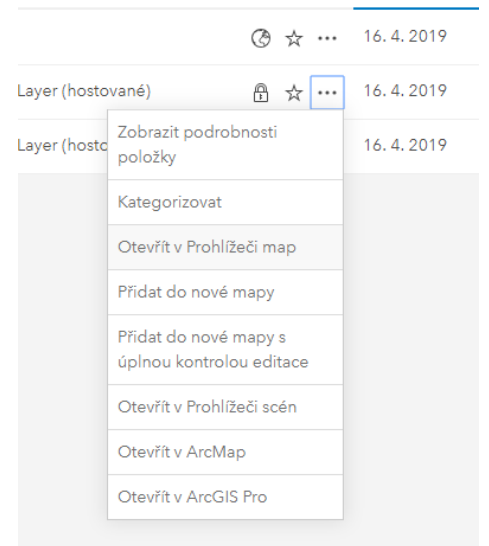 16. 4. 2019
Layer (hostované)
16. 4. 2019
Layer (hosto
16. 4. 2019
Zobrazit podrobnosti
položky
Kategorizovat
Otevřít v Prohlížeči map
Přidat do nové mapy
Přidat do nové mapy s
úplnou kontrolou editace
Otevřít v Prohlížeči scén
Otevřít v ArcMap
Otevřít v ArcGIS Pro